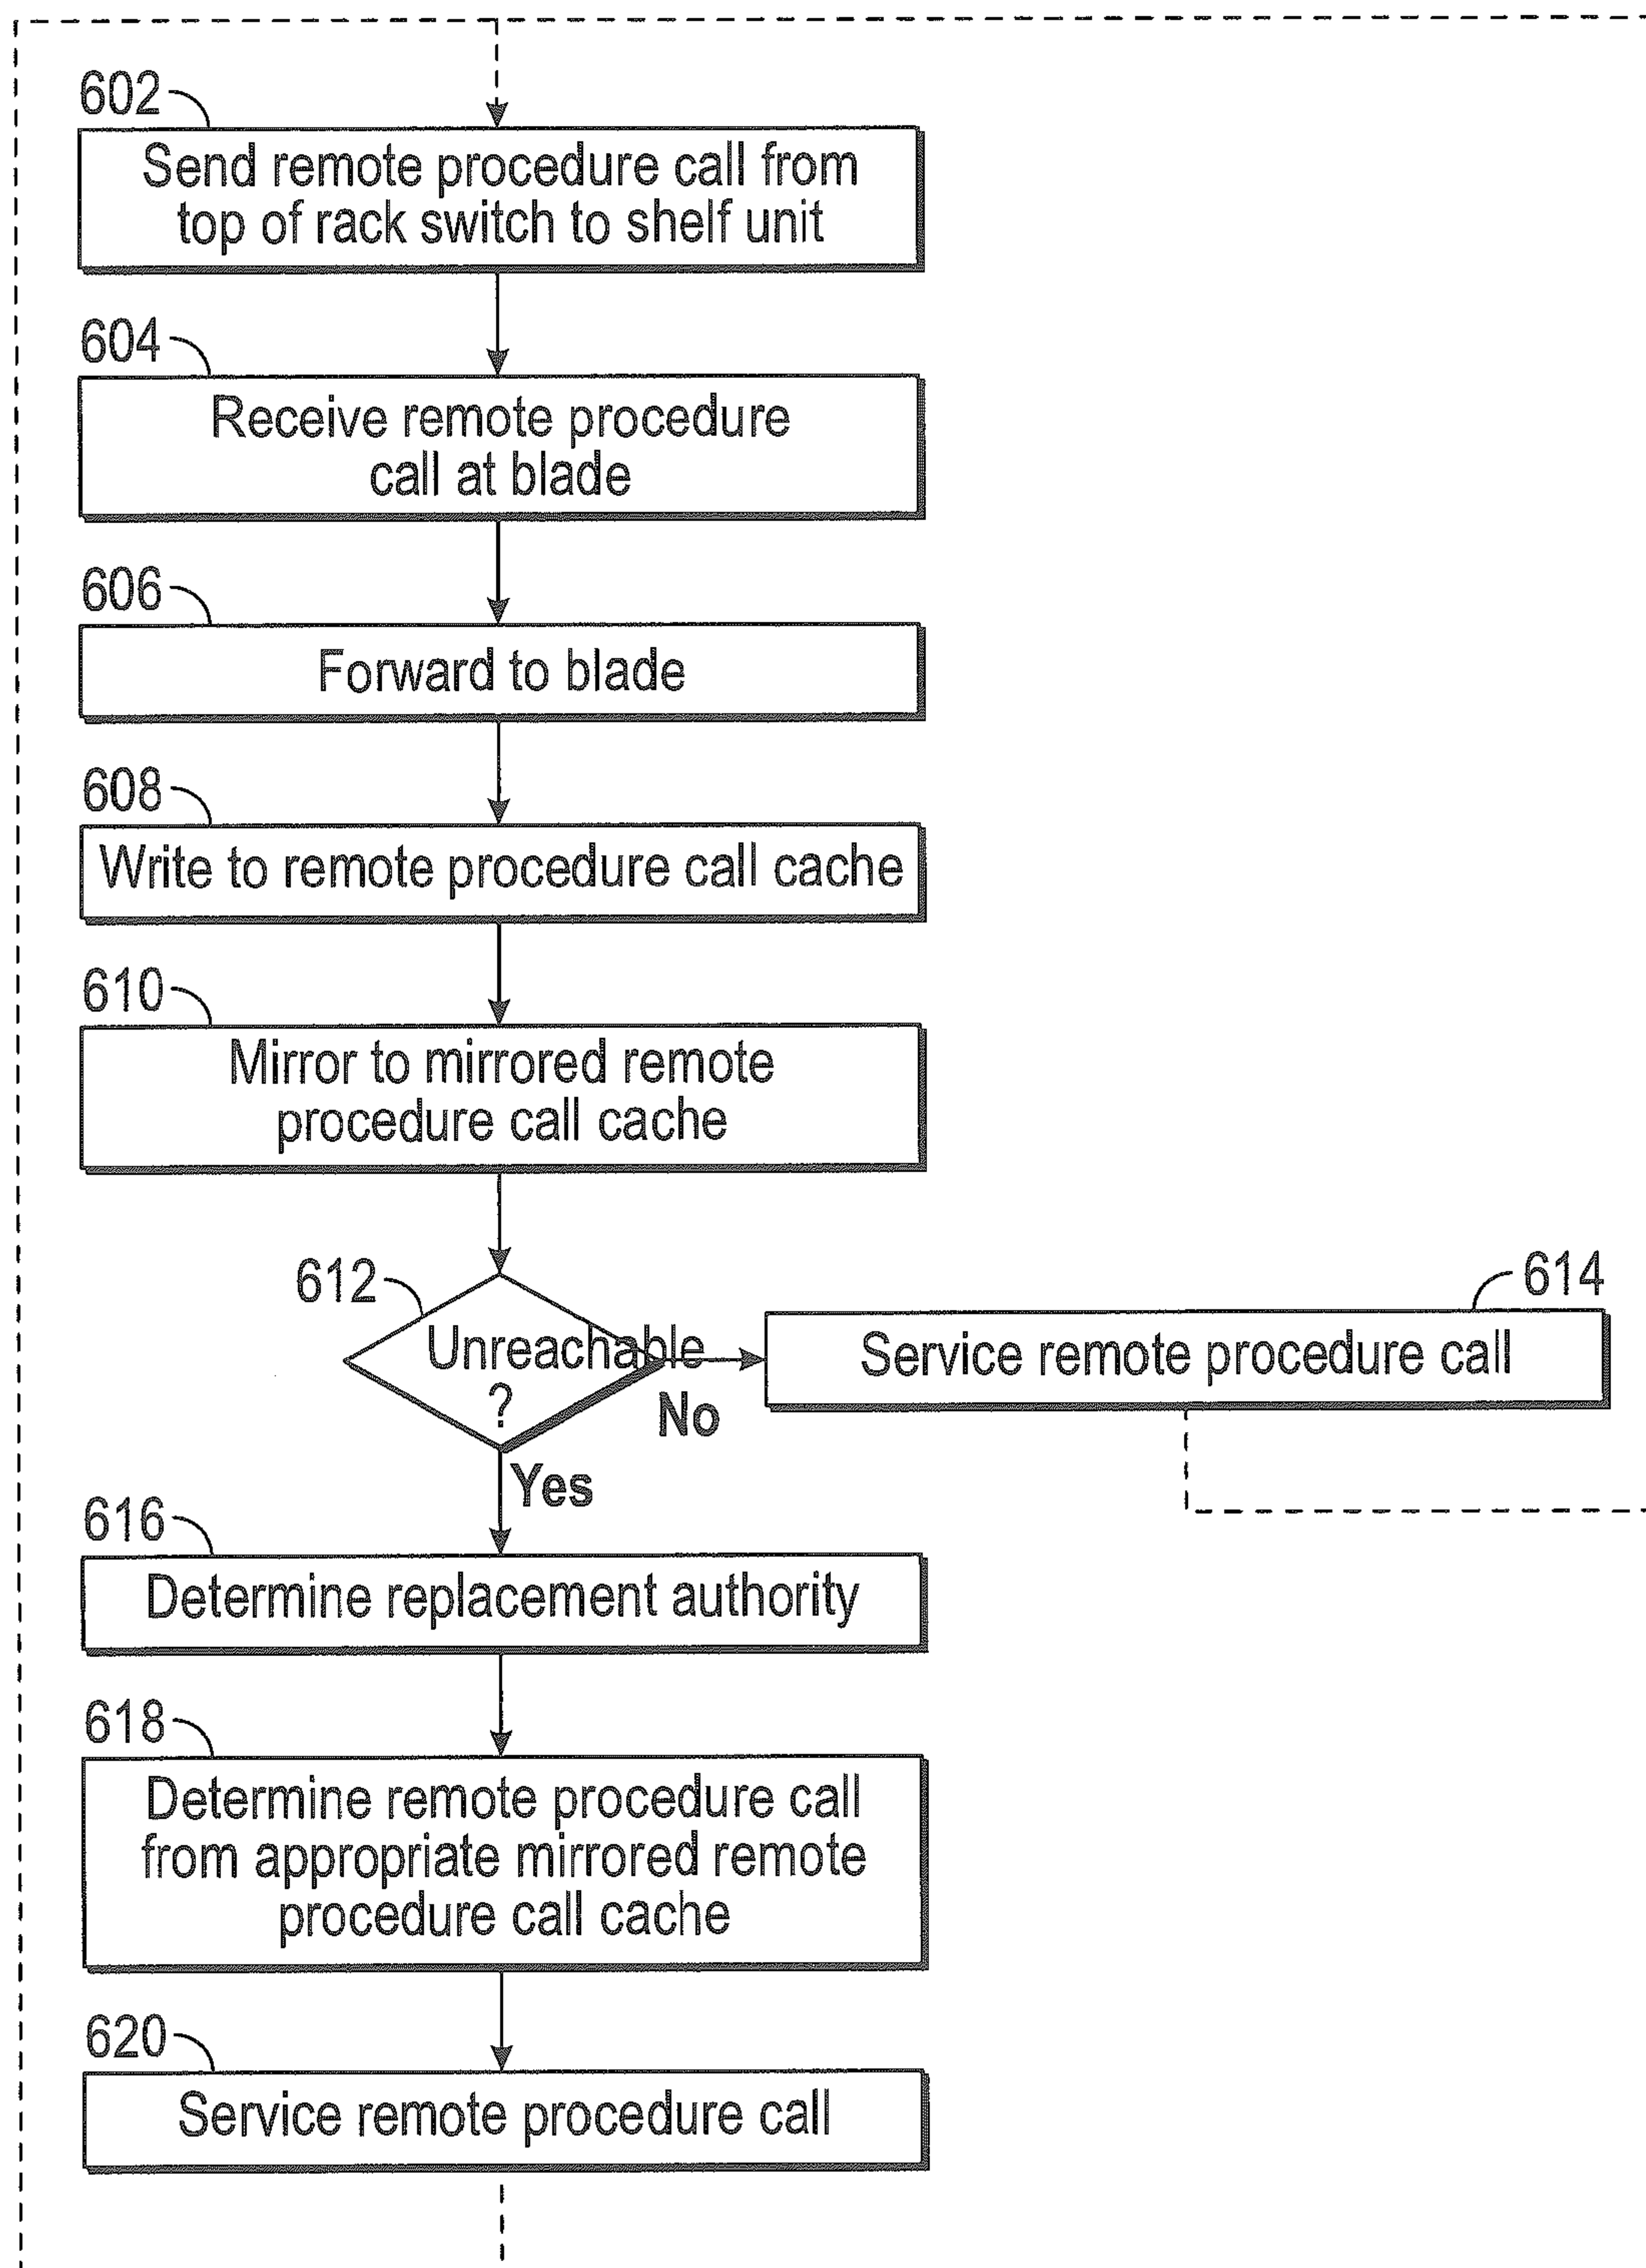 602
Send remote procedure call from
top of rack switch to shelf unit
604
Receive remote procedure
call at blade
606
Forward to blade
608
Write to remote procedure call cache
610
Mirror to mirrored remote
procedure call cache
612
Unreachable
?
No
614
Service remote procedure call
Yes
616
Determine replacement authority
618
Determine remote procedure call
from appropriate mirrored remote
procedure call cache
620
Service remote procedure call